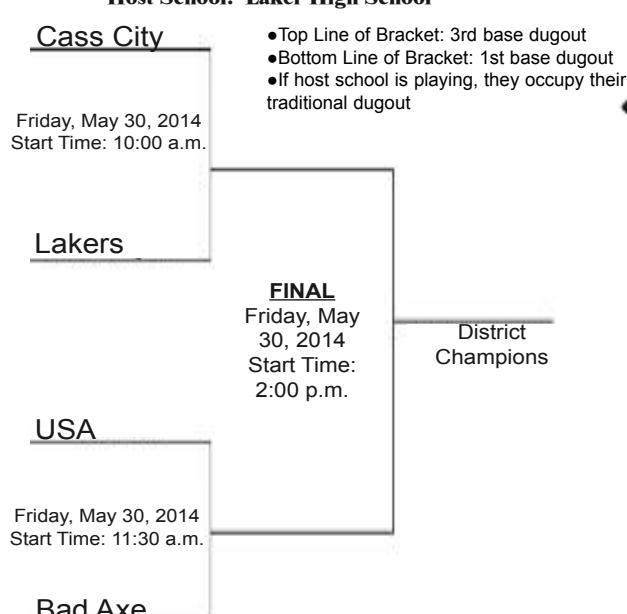 Host School: Laker High School
Cass City
●Top Line of Bracket: 3rd base dugout
●Bottom Line of Bracket: 1st base dugout
●If host school is playing, they occupy their
traditional dugout
Friday, May 30, 2014
Start Time: 10:00 a.m.
Lakers
FINAL
Friday, May
30, 2014
Start Time:
2:00 p.m.
District
Champions
USA
Friday, May 30, 2014
Start Time: 11:30 a.m.
Bad Axe